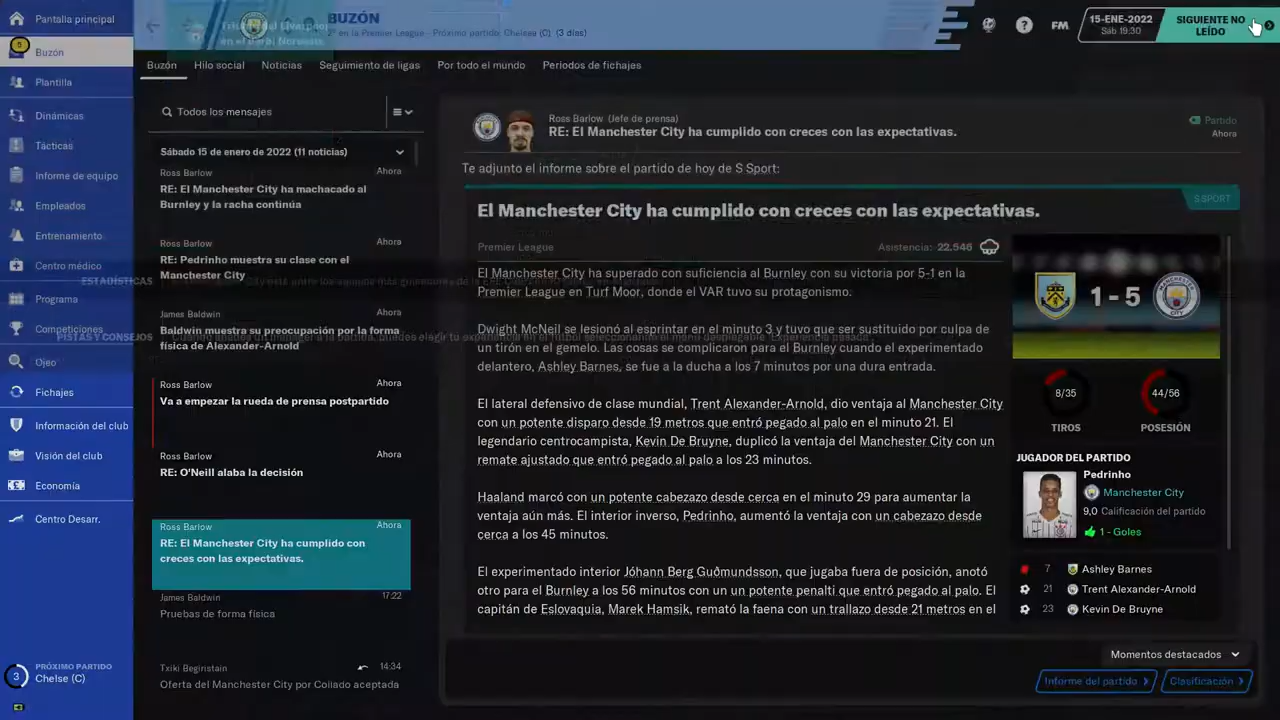 Pantalla principal
5
Buzón
Plantilla
Dinámicas
Tácticas
Informe de equipo
Empleados
Entrenamiento
Centro médico
Programa
Competiciones
Ojeo
Fichajes
Información del club
Visión del club
Economía
Centro Desarr.
3
PRÓXIMO PARTIDO
Chelse (C)
BUZÓN
en la Premier League - Próximo partido: Chelsea (C) (3 días)
FM
15-ENE-2022
Sáb 19:30
SIGUIENTE NO
LEÍDO
Buzón
Hilo social
Noticias
Seguimiento de ligas
Por todo el mundo
Periodos de fichajes
Todos los mensajes
Sábado 15 de enero de 2022 (11 noticias)
Ross Barlow
Ahora
RE: El Manchester City ha machacado al
Burnley y la racha continúa
Ross Barlow
Ahora
RE: Pedrinho muestra su clase con el
Manchester City
ESTADÍSTICAS
James Baldwin
Ahora
Baldwin muestra su preocupación por la forma
física de Alexander-Arnold
PISTAS Y CONSEJOS
Ross Barlow
Ahora
Va a empezar la rueda de prensa postpartido
Ross Barlow
Ahora
RE: O'Neill alaba la decisión
Ross Barlow
Ahora
RE: El Manchester City ha cumplido con
creces con las expectativas.
James Baldwin
17:22
Pruebas de forma física
Txiki Begiristain
14:34
Oferta del Manchester City por Collado aceptada
Ross Barlow (Jefe de prensa)
RE: El Manchester City ha cumplido con creces con las expectativas.
Partido
Ahora
Te adjunto el informe sobre el partido de hoy de S Sport:
S SPORT
El Manchester City ha cumplido con creces con las expectativas.
Premier League
Asistencia: 22.546
El Manchester City ha superado con suficiencia al Burnley con su victoria por 5-1 en la
Premier League en Turf Moor, donde el VAR tuvo su protagonismo.
Dwight McNeil se lesionó al esprintar en el minuto 3 y tuvo que ser sustituido por culpa de
un tirón en el gemelo. Las cosas se complicaron para el Burnley cuando el experimentado
delantero, Ashley Barnes, se fue a la ducha a los 7 minutos por una dura entrada.
El lateral defensivo de clase mundial, Trent Alexander-Arnold, dio ventaja al Manchester City
con un potente disparo desde 19 metros que entró pegado al palo en el minuto 21. El
legendario centrocampista, Kevin De Bruyne, duplicó la ventaja del Manchester City con un
remate ajustado que entró pegado al palo a los 23 minutos.
Haaland marcó con un potente cabezazo desde cerca en el minuto 29 para aumentar la
ventaja aún más. El interior inverso, Pedrinho, aumentó la ventaja con un cabezazo desde
cerca a los 45 minutos.
El experimentado interior Jóhann Berg Guðmundsson, que jugaba fuera de posición, anotó
otro para el Burnley a los 56 minutos con un un potente penalti que entró pegado al palo. El
capitán de Eslovaquia, Marek Hamsik, remató la faena con un trallazo desde 21 metros en el
1 - 5
8/35
TIROS
44/56
POSESIÓN
JUGADOR DEL PARTIDO
Pedrinho
Manchester City
9,0 Calificación del partido
1 - Goles
7 Ashley Barnes
21 Trent Alexander-Arnold
23 Kevin De Bruyne
Momentos destacados
Informe del partido
Clasificación